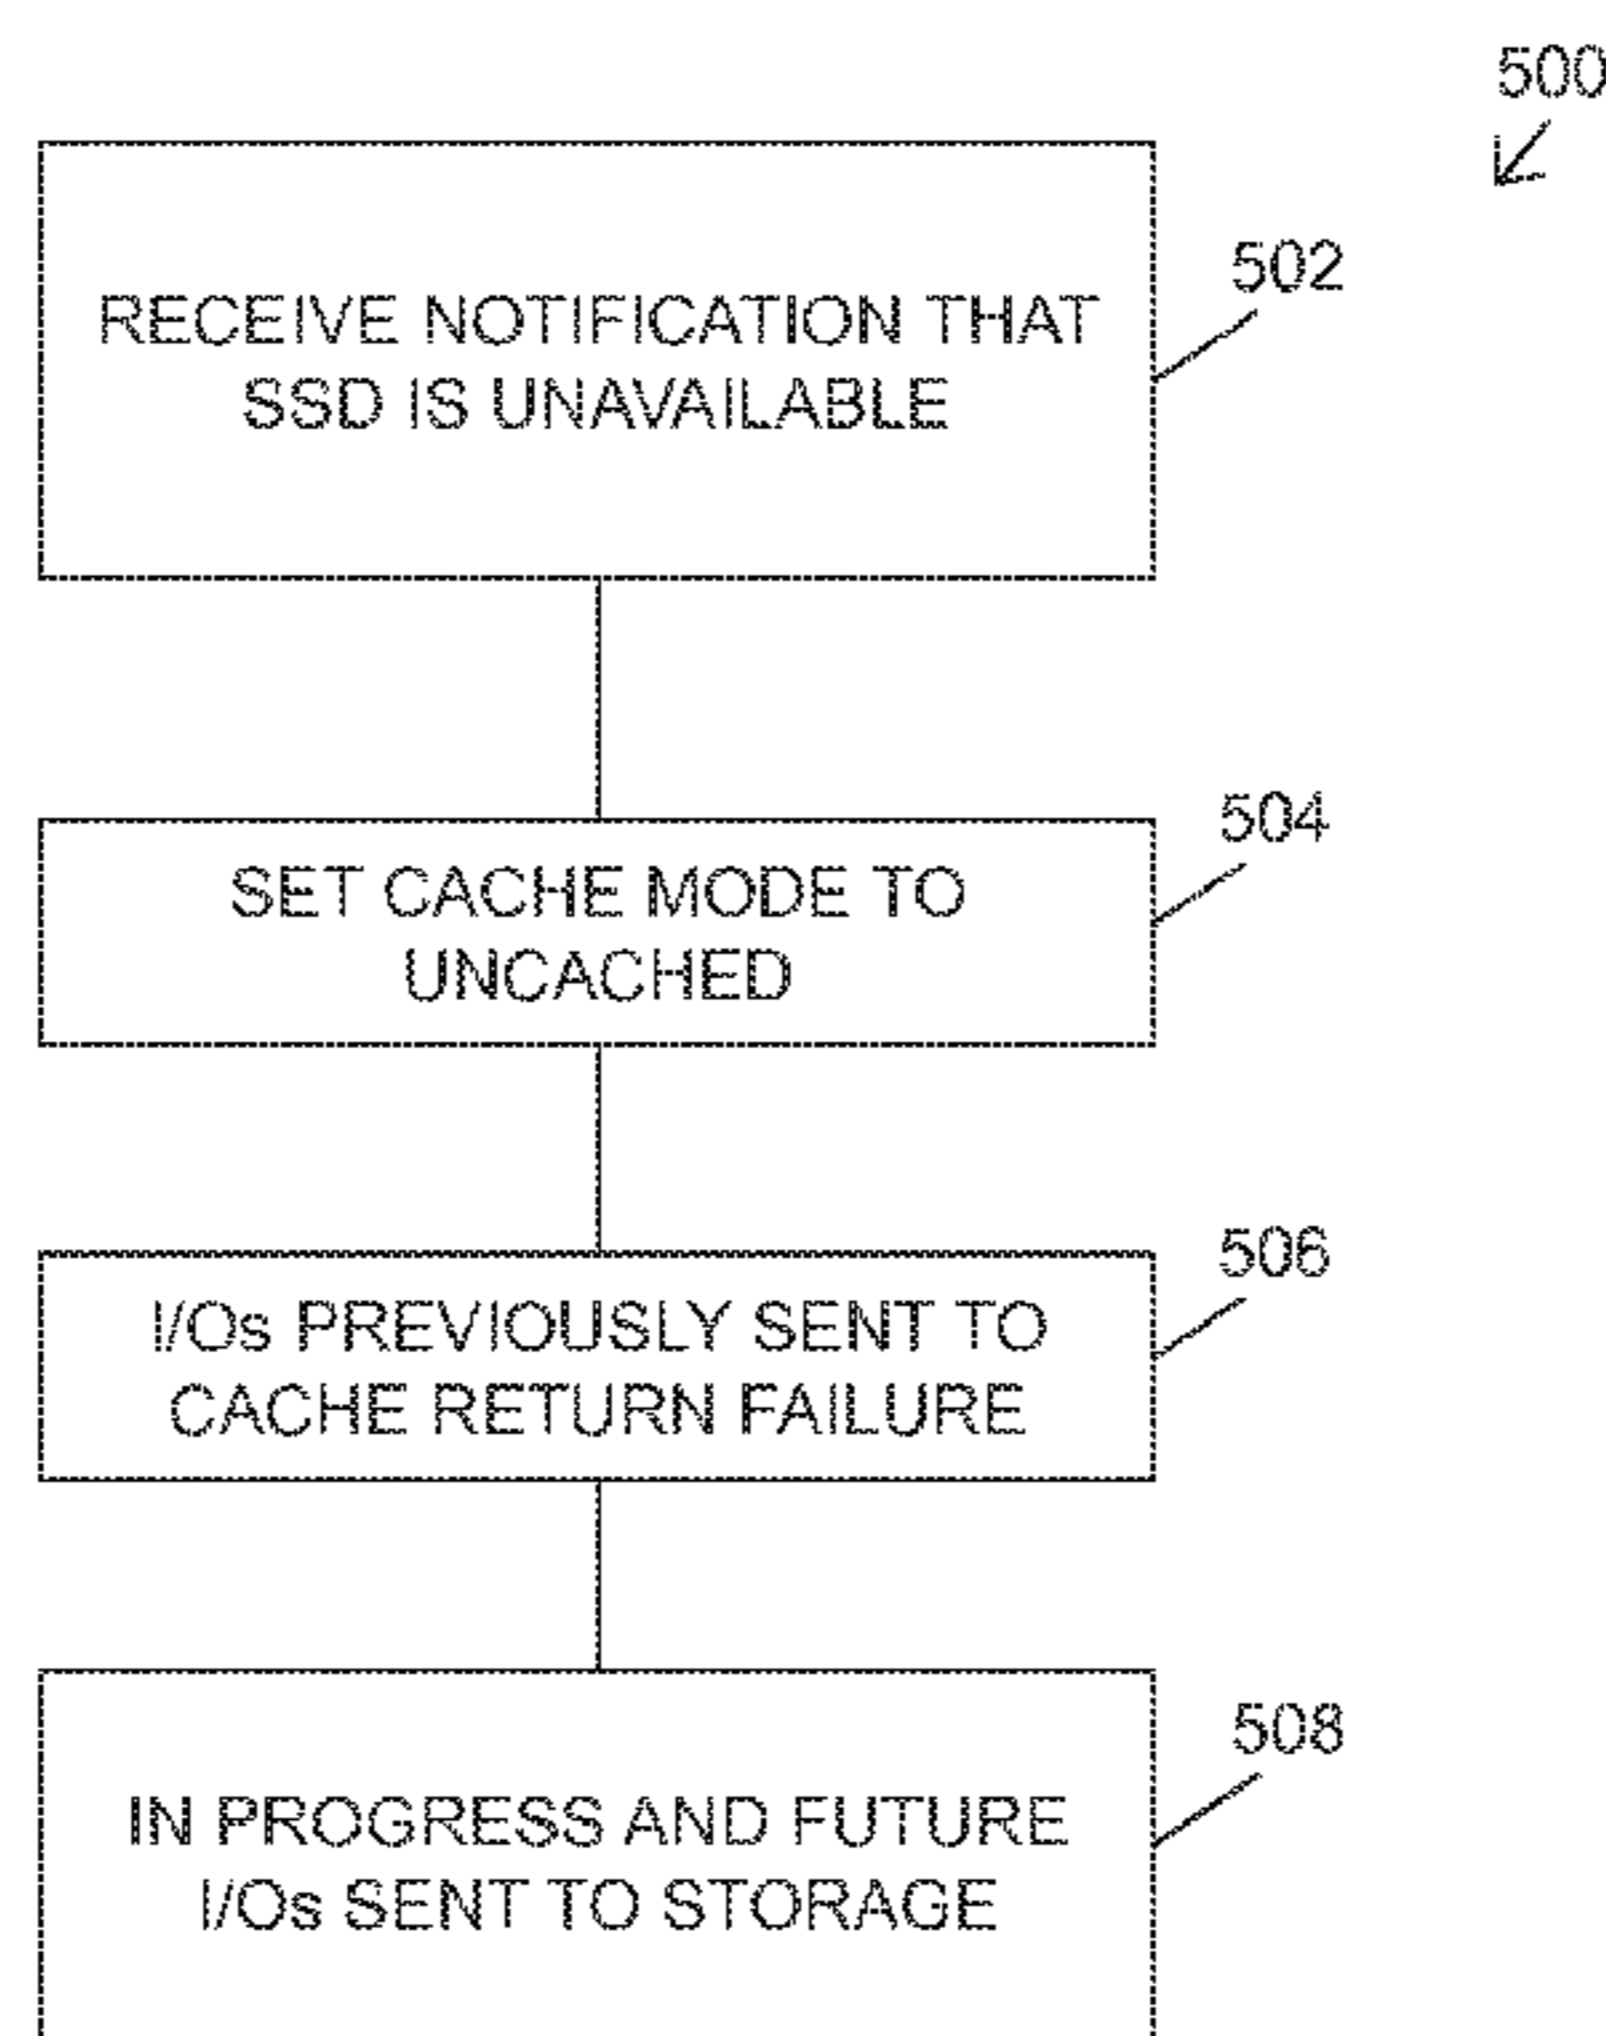 500
502
RECEIVE NOTIFICATION THAT
SSD IS UNAVAILABLE
504
SET CACHE MODE TO
UNCACHED
506
I/Os PREVIOUSLY SENT TO
CACHE RETURN FAILURE
508
IN PROGRESS AND FUTURE
I/Os SENT TO STORAGE